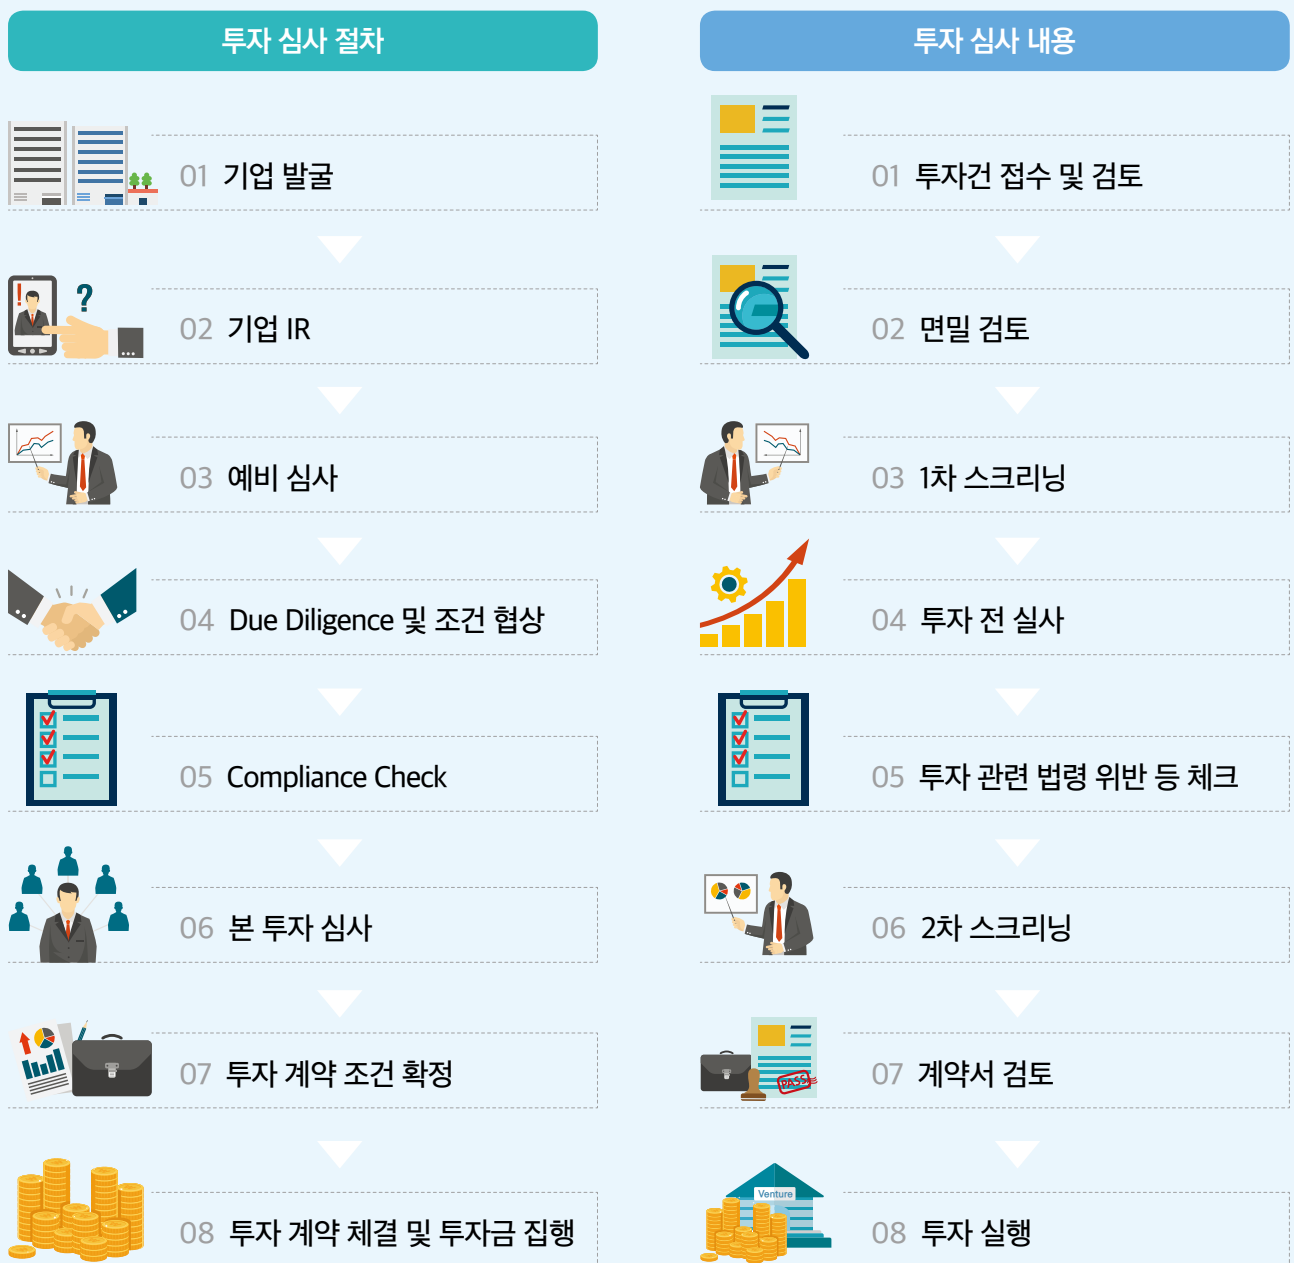 투자 심사 절차
01 기업 발굴
02 기업 IR
03 예비 심사
04 Due Diligence 및 조건 협상
05 Compliance Check
06 본 투자 심사
07 투자 계약 조건 확정
08 투자 계약 체결 및 투자금 집행
투자 심사 내용
01 투자건 접수 및 검토
02 면밀 검토
03 1차 스크리닝
04 투자 전 실사
05 투자 관련 법령 위반 등 체크
06 2차 스크리닝
PASS
07 계약서 검토
Venture
08 투자 실행